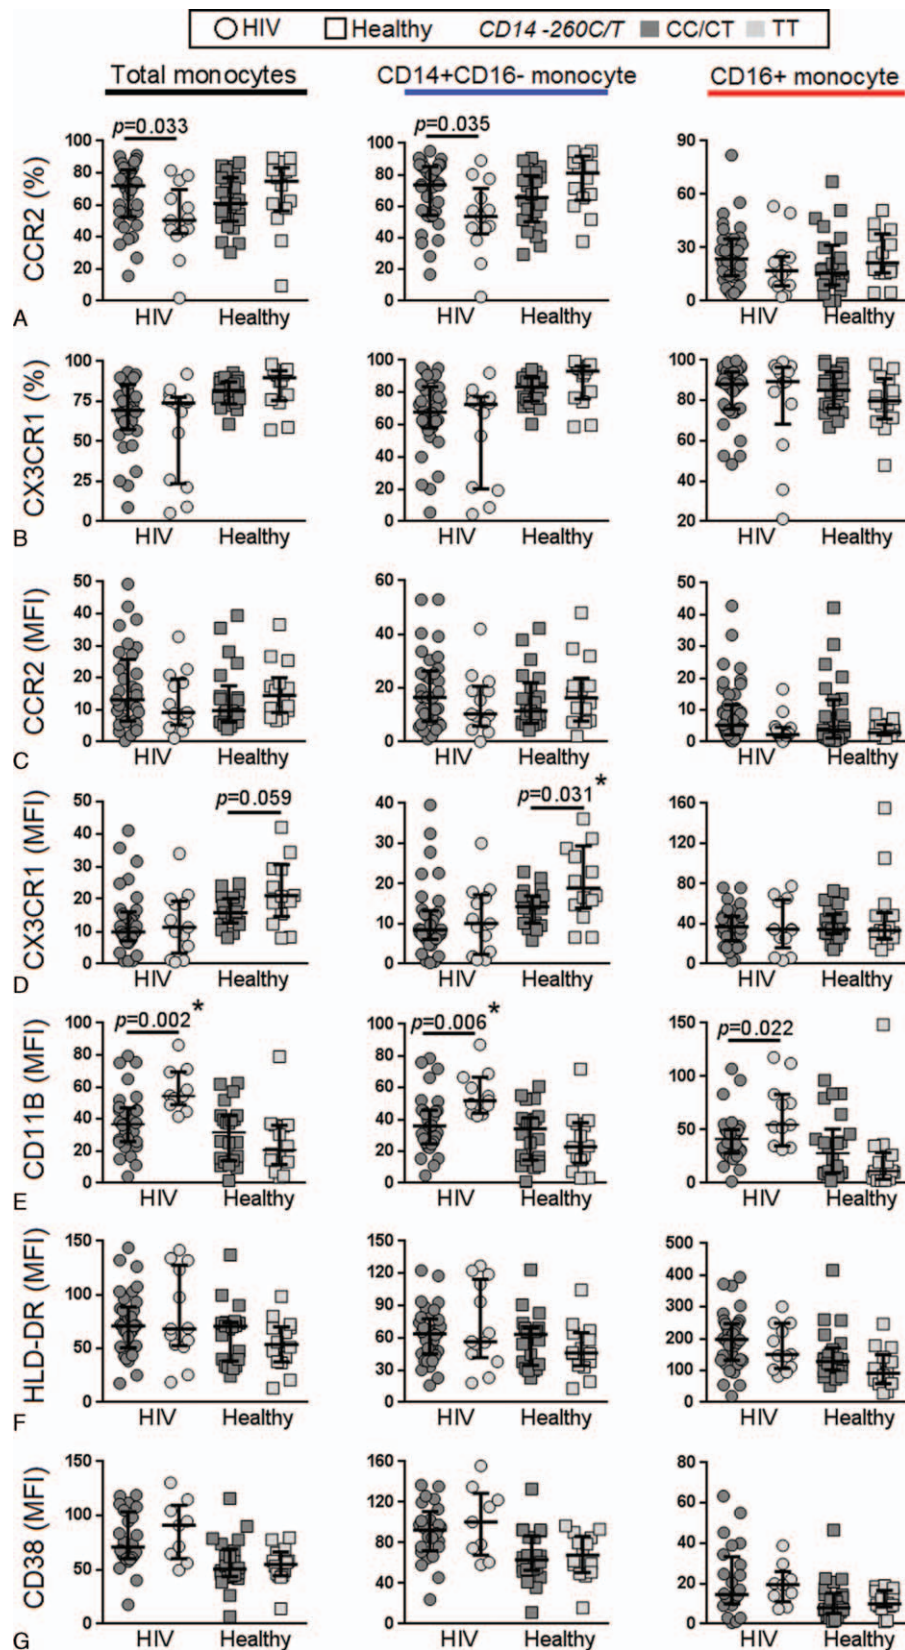 HIV Healthy CD14 -260C/T CC/CT TT
Total monocytes CD14+CD16- monocyte CD16+ monocyte
A
CCR2 (%)
p=0.033 p=0.035
100 80 60 40 20 0
100 80 60 40 20 0
90 60 30 0
HIV Healthy HIV Healthy HIV Healthy
B
CX3CR1 (%)
100 75 50 25 0
100 80 60 40 20 0
100 80 60 40 20
HIV Healthy HIV Healthy HIV Healthy
C
CCR2 (MFI)
50 40 30 20 10 0
60 40 20 0
50 40 30 20 10 0
HIV Healthy HIV Healthy HIV Healthy
D
CX3CR1 (MFI)
p=0.059 p=0.031 *
50 40 30 20 10 0
40 30 20 10 0
160 120 80 40 0
HIV Healthy HIV Healthy HIV Healthy
E
CD11B (MFI)
p=0.002 * p=0.006 * p=0.022
100 80 60 40 20 0
100 80 60 40 20 0
150 100 50 0
HIV Healthy HIV Healthy HIV Healthy
F
HLD-DR (MFI)
150 100 50 0
150 120 90 60 30 0
500 400 300 200 100 0
HIV Healthy HIV Healthy HIV Healthy
G
CD38 (MFI)
150 100 50 0
160 120 80 40 0
80 60 40 20 0
HIV Healthy HIV Healthy HIV Healthy